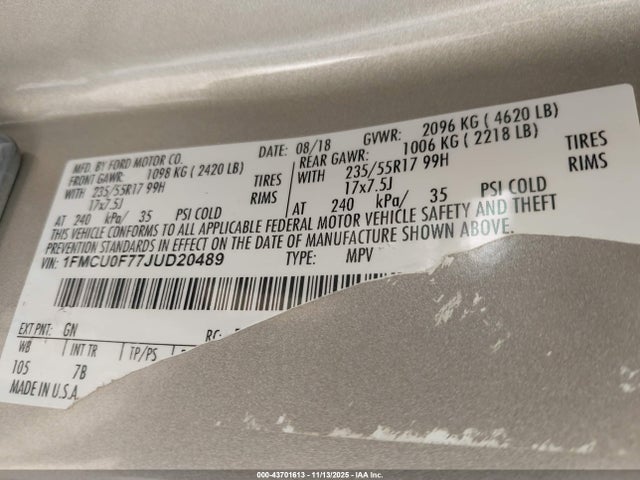 MFD. BY FORD MOTOR CO. DATE: 08/18 GVWR: 2096 KG ( 4620 LB)
FRONT GAWR: 1098 KG ( 2420 LB) REAR GAWR: 1006 KG ( 2218 LB)
WITH 235/55R17 99H TIRES WITH 235/55R17 99H TIRES
17x7.5J RIMS 17x7.5J RIMS
AT 240 kPa/ 35 PSI COLD AT 240 kPa/ 35 PSI COLD
THIS VEHICLE CONFORMS TO ALL APPLICABLE FEDERAL MOTOR VEHICLE SAFETY AND THEFT
PREVENTION STANDARDS IN EFFECT ON THE DATE OF MANUFACTURE SHOWN ABOVE.
VIN: 1FMCU0F77JUD20489 TYPE: MPV
EXT PNT: GN RC:
WB INT TR TP/PS
105 7B
MADE IN U.S.A.
000-43701613 - 11/13/2025 - IAA Inc.